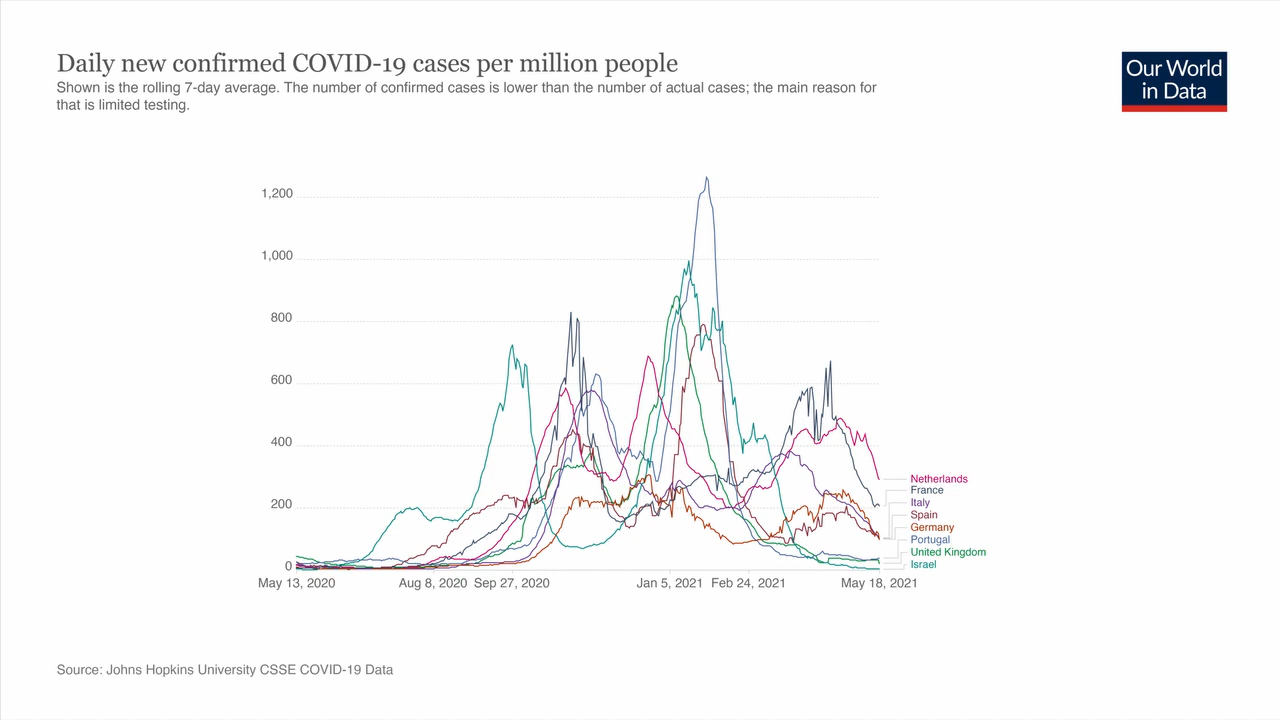 Daily new confirmed COVID-19 cases per million people
Shown is the rolling 7-day average. The number of confirmed cases is lower than the number of actual cases; the main reason for
that is limited testing.
Our World
in Data
1,200
1,000
800
600
400
200
0
May 13, 2020
Aug 8, 2020
Sep 27, 2020
Jan 5, 2021
Feb 24, 2021
May 18, 2021
Netherlands
France
Italy
Spain
Germany
Portugal
United Kingdom
Israel
Source: Johns Hopkins University CSSE COVID-19 Data